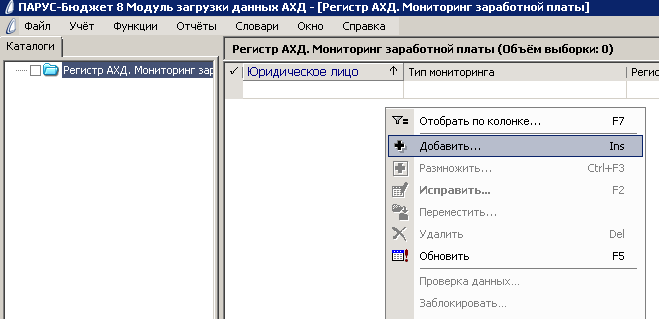 ПАРУС-Бюджет 8 Модуль загрузки данных АХД - [Регистр АХД. Мониторинг заработной платы]
Файл Учёт Функции Отчёты Словари Окно Справка
Каталоги
Регистр АХД. Мониторинг зар
Регистр АХД. Мониторинг заработной платы (Объём выборки: 0)
Юридическое лицо Тип мониторинга Регис
Отобрать по колонке... F7
Добавить... Ins
Размножить... Ctrl+F3
Исправить... F2
Переместить...
Удалить Del
Обновить F5
Проверка данных...
Заблокировать...